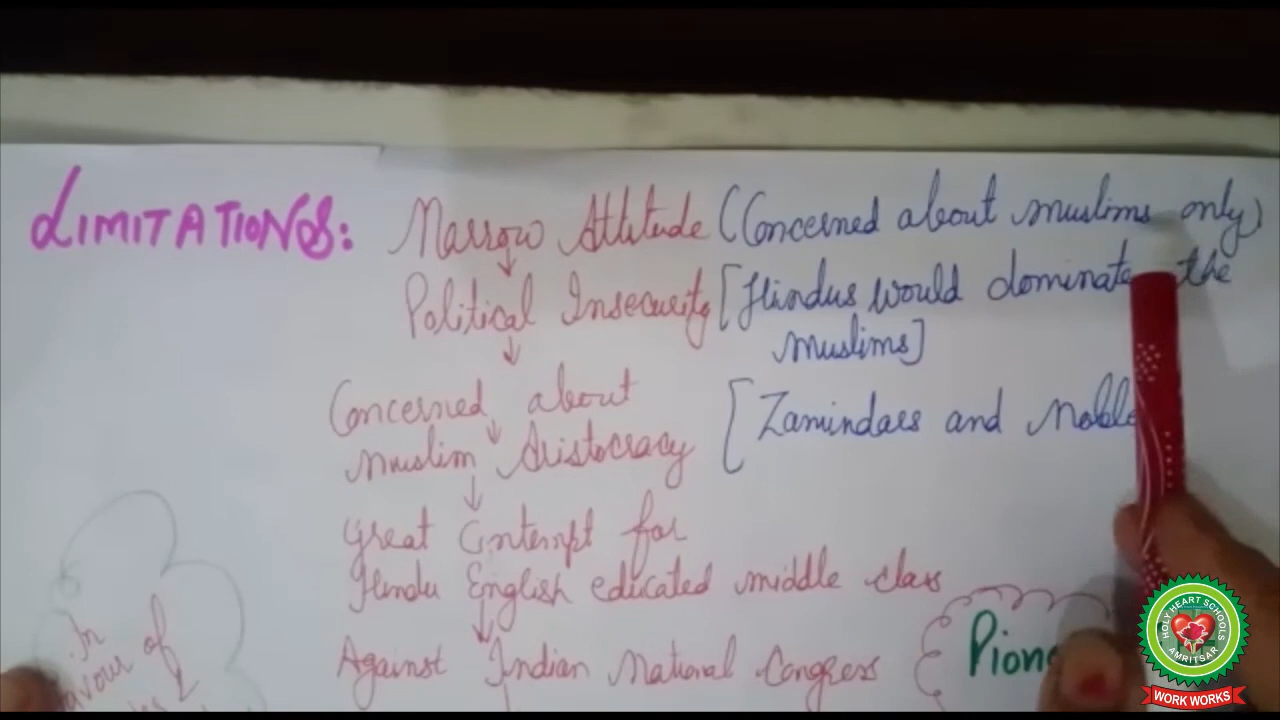 LIMITATIONS: Narrow Attitude (Concerned about muslims only)
Political Insecurity [Hindus would dominate the
muslims]
Concerned about
Muslim Aristocracy [Zamindars and
Great Contempt for
Hindu English educated middle class
Against Indian National Congress
In
of
HOLY HEART SCHOOLS
AMRITSAR
WORK WORKS